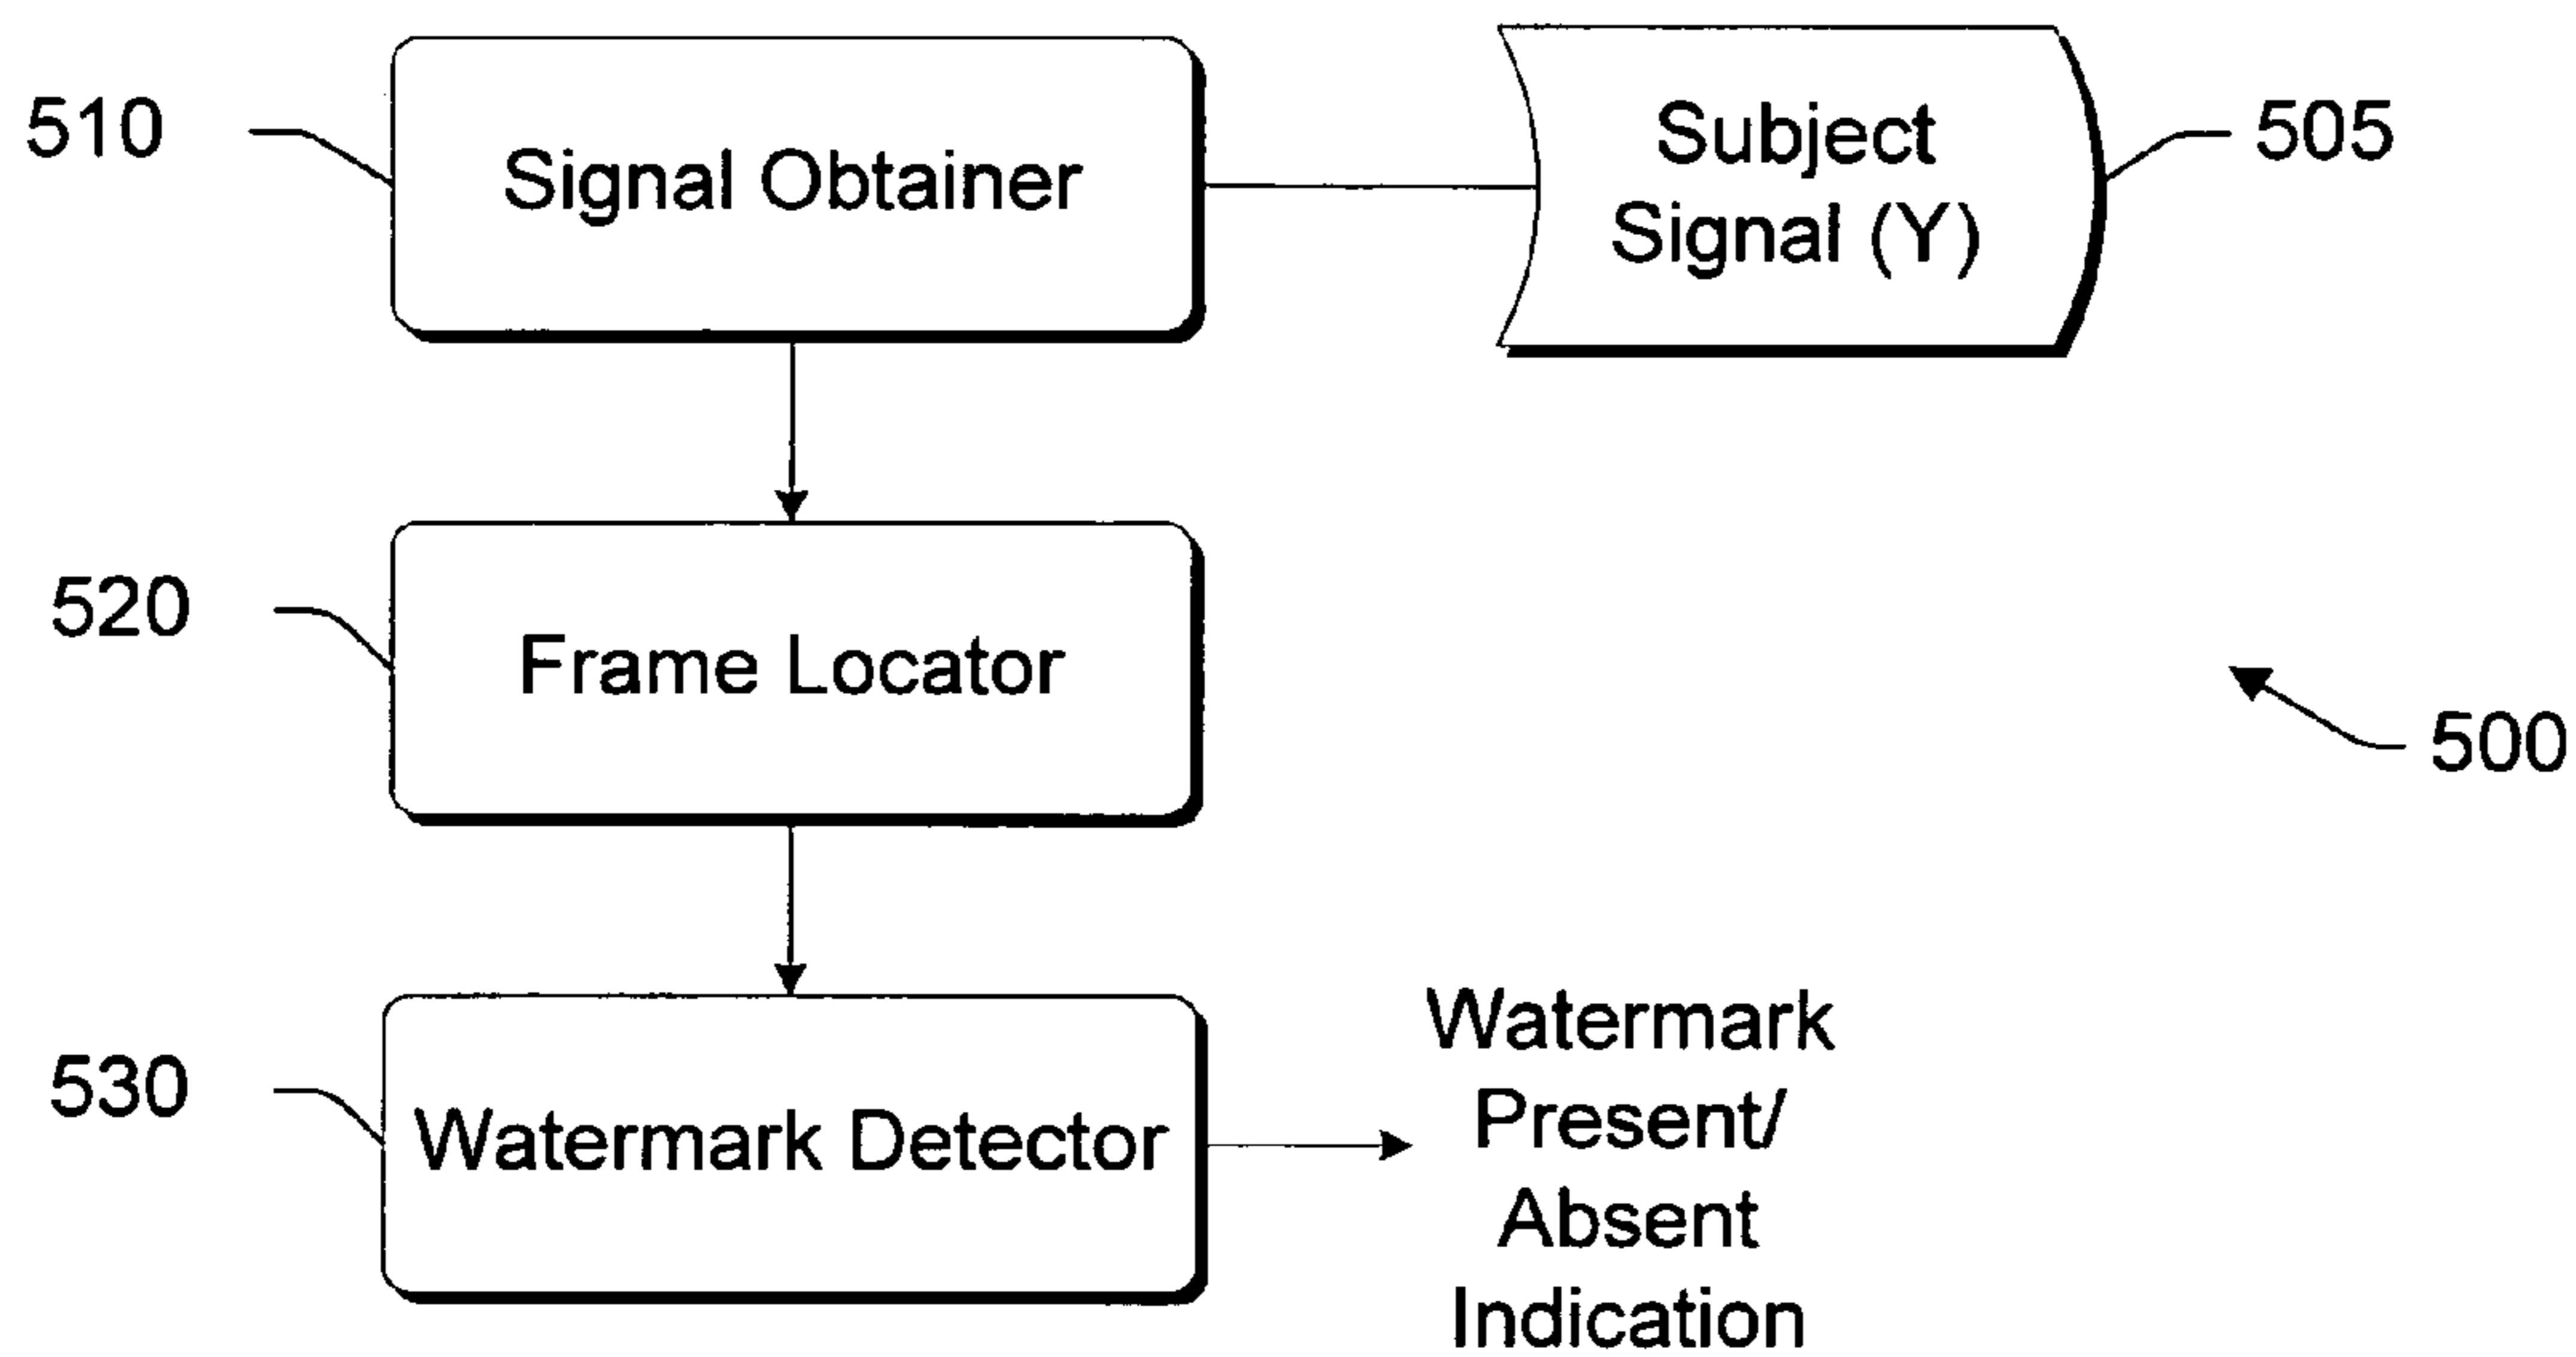 510
Signal Obtainer
Subject
Signal (Y)
505
520
Frame Locator
500
530
Watermark Detector
Watermark
Present/
Absent
Indication